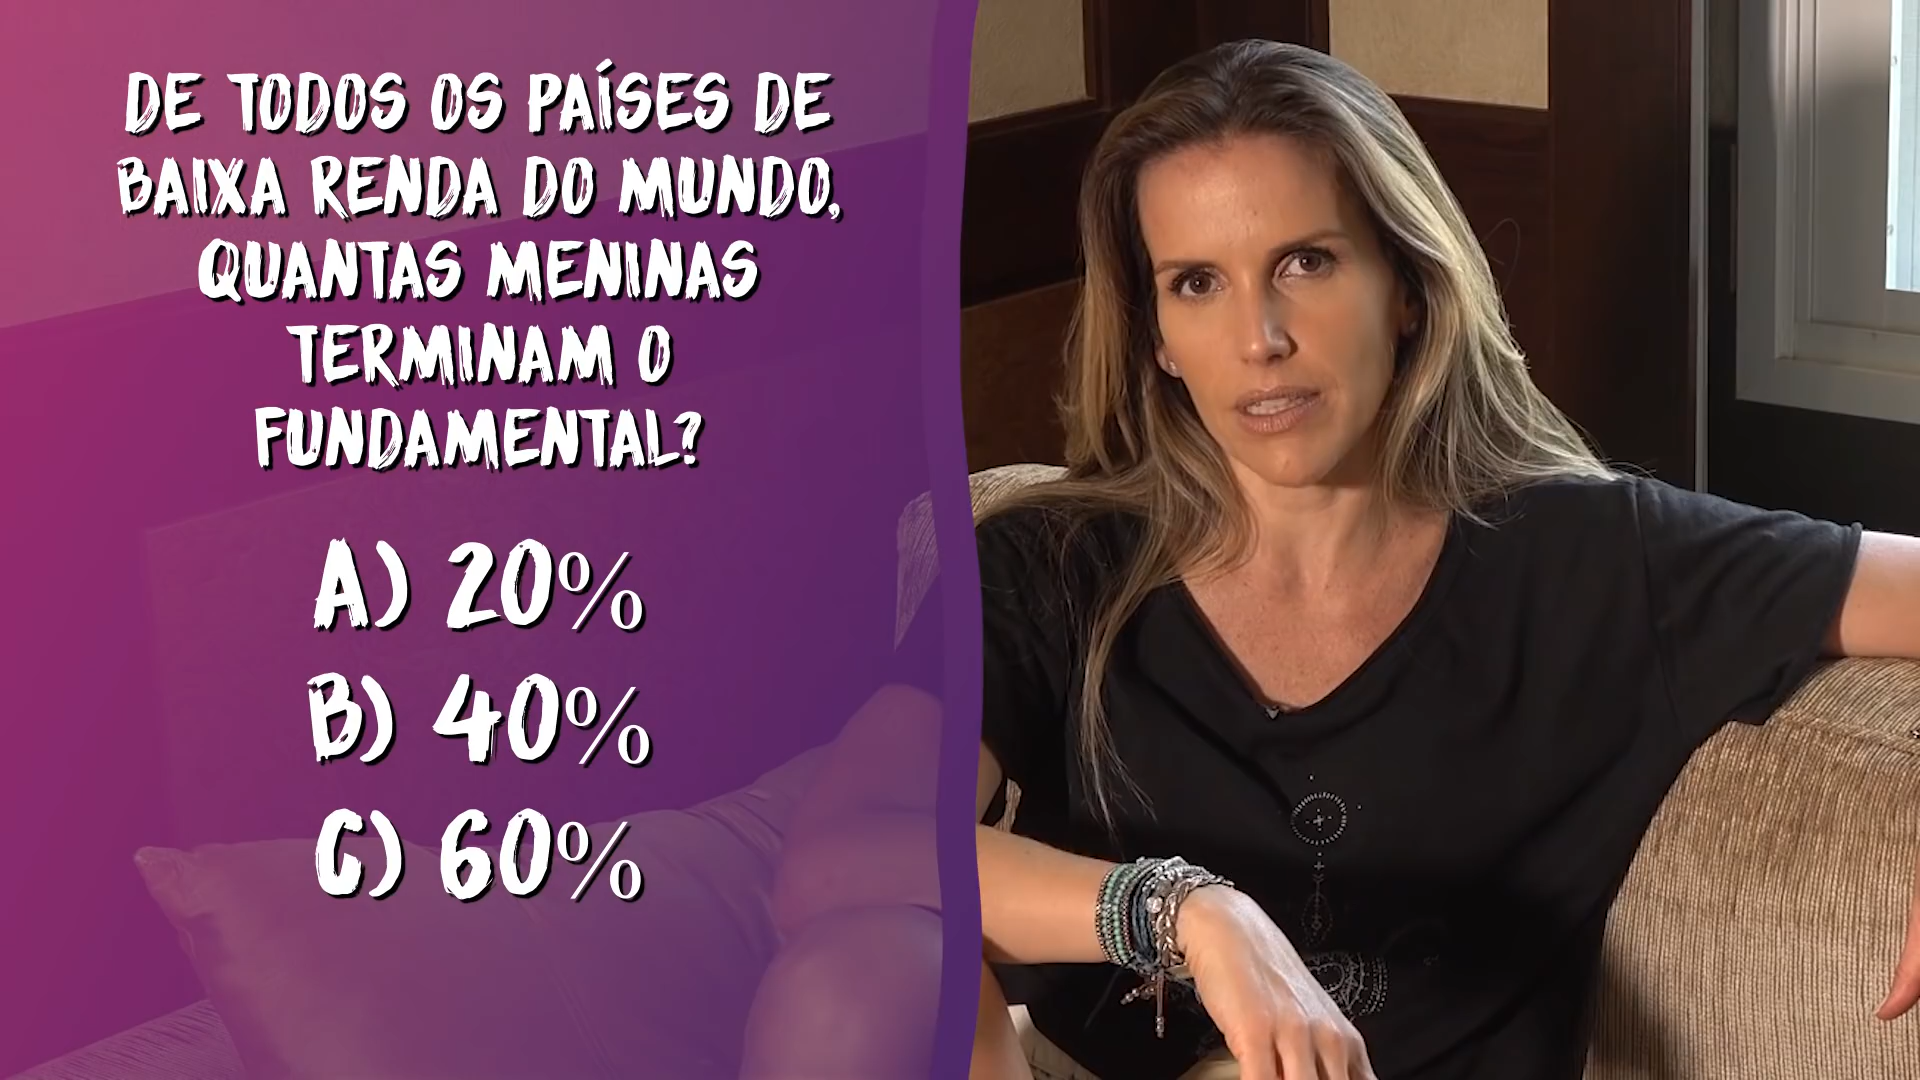 DE TODOS OS PAÍSES DE
BAIXA RENDA DO MUNDO,
QUANTAS MENINAS
TERMINAM O
FUNDAMENTAL?
A) 20%
B) 40%
C) 60%